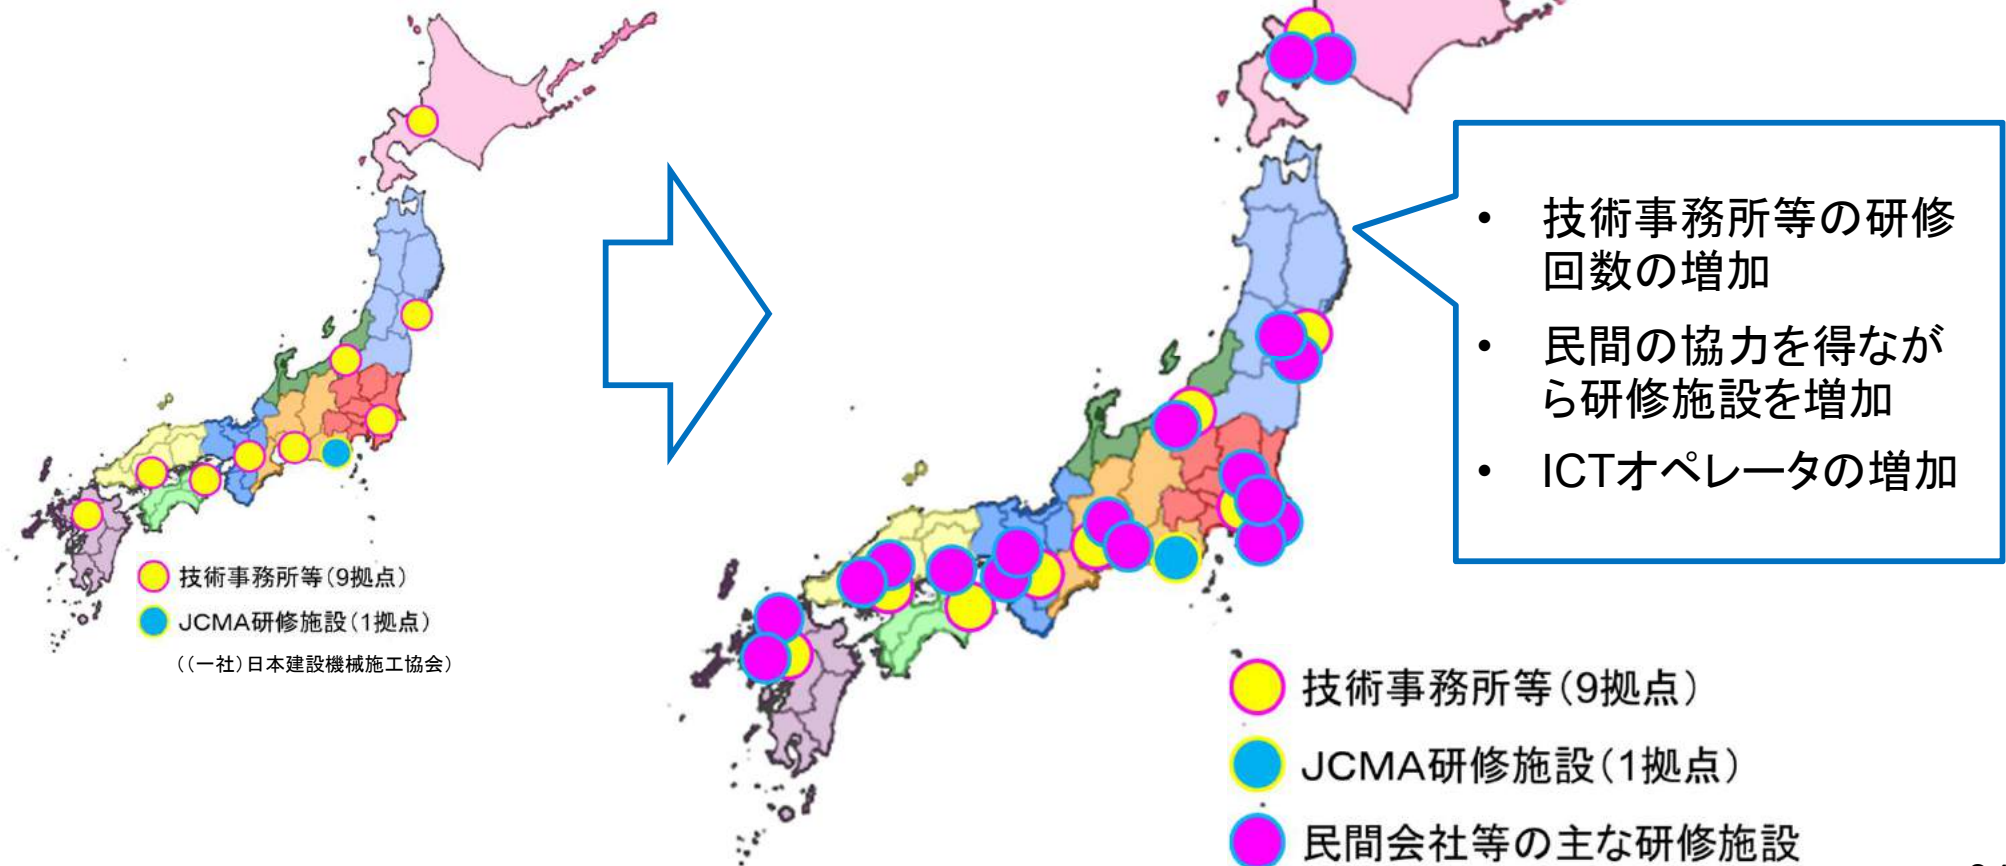 技術事務所等(9拠点)
JCMA研修施設(1拠点)
((一社)日本建設機械施工協会)
• 技術事務所等の研修
回数の増加
• 民間の協力を得なが
ら研修施設を増加
• ICTオペレータの増加
技術事務所等(9拠点)
JCMA研修施設(1拠点)
民間会社等の主な研修施設